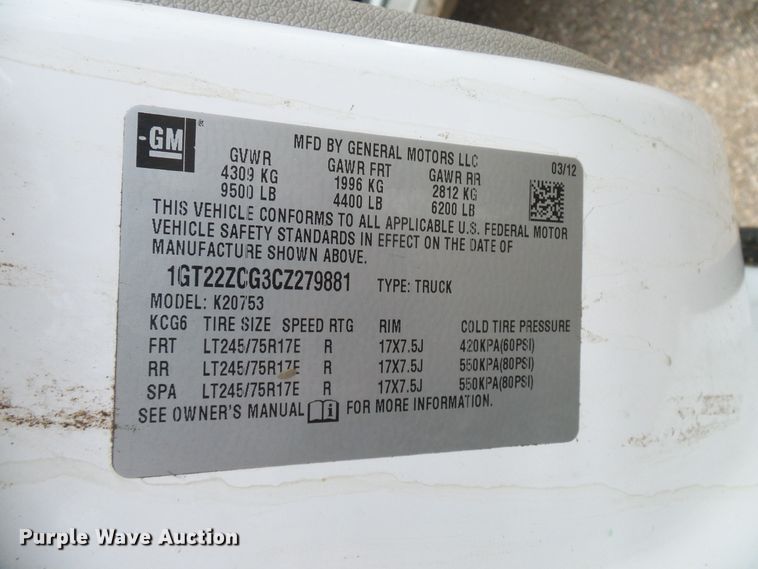 GM ®
MFD BY GENERAL MOTORS LLC 03/12
GVWR GAWR FRT GAWR RR
4309 KG 1996 KG 2812 KG
9500 LB 4400 LB 6200 LB
THIS VEHICLE CONFORMS TO ALL APPLICABLE U.S. FEDERAL MOTOR
VEHICLE SAFETY STANDARDS IN EFFECT ON THE DATE OF
MANUFACTURE SHOWN ABOVE.
1GT22ZCG3CZ279881 TYPE: TRUCK
MODEL: K20753
KCG6 TIRE SIZE SPEED RTG RIM COLD TIRE PRESSURE
FRT LT245/75R17E R 17X7.5J 420KPA(60PSI)
RR LT245/75R17E R 17X7.5J 550KPA(80PSI)
SPA LT245/75R17E R 17X7.5J 550KPA(80PSI)
SEE OWNER'S MANUAL i FOR MORE INFORMATION.
Purple Wave Auction